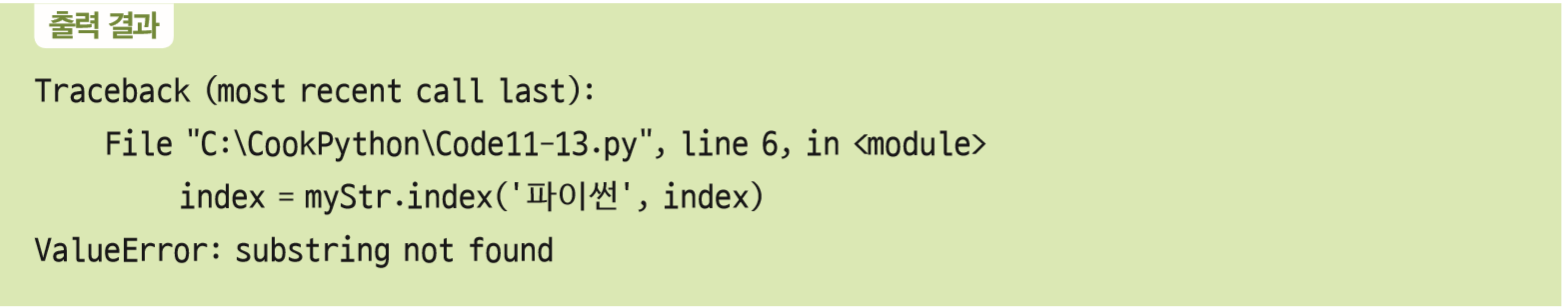 출력 결과
Traceback (most recent call last):
File "C:\CookPython\Code11-13.py", line 6, in <module>
index = myStr.index('파이썬', index)
ValueError: substring not found